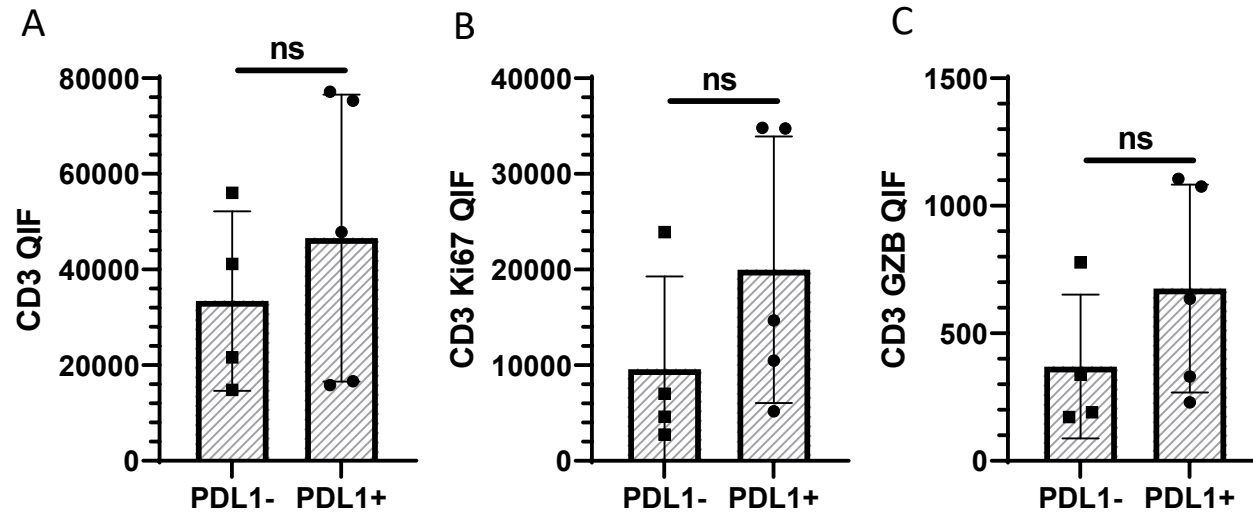 A
ns
80000
60000
40000
20000
0
CD3 QIF
PDL1- PDL1+
B
ns
40000
30000
20000
10000
0
CD3 Ki67 QIF
PDL1- PDL1+
C
ns
1500
1000
500
0
CD3 GZB QIF
PDL1- PDL1+